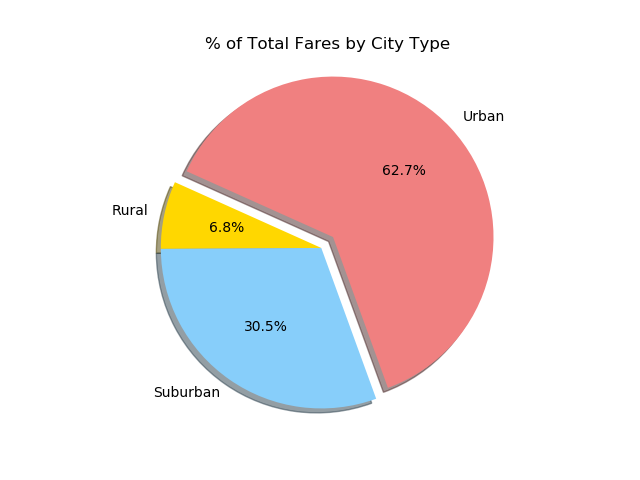 % of Total Fares by City Type
Urban
62.7%
Rural
6.8%
30.5%
Suburban